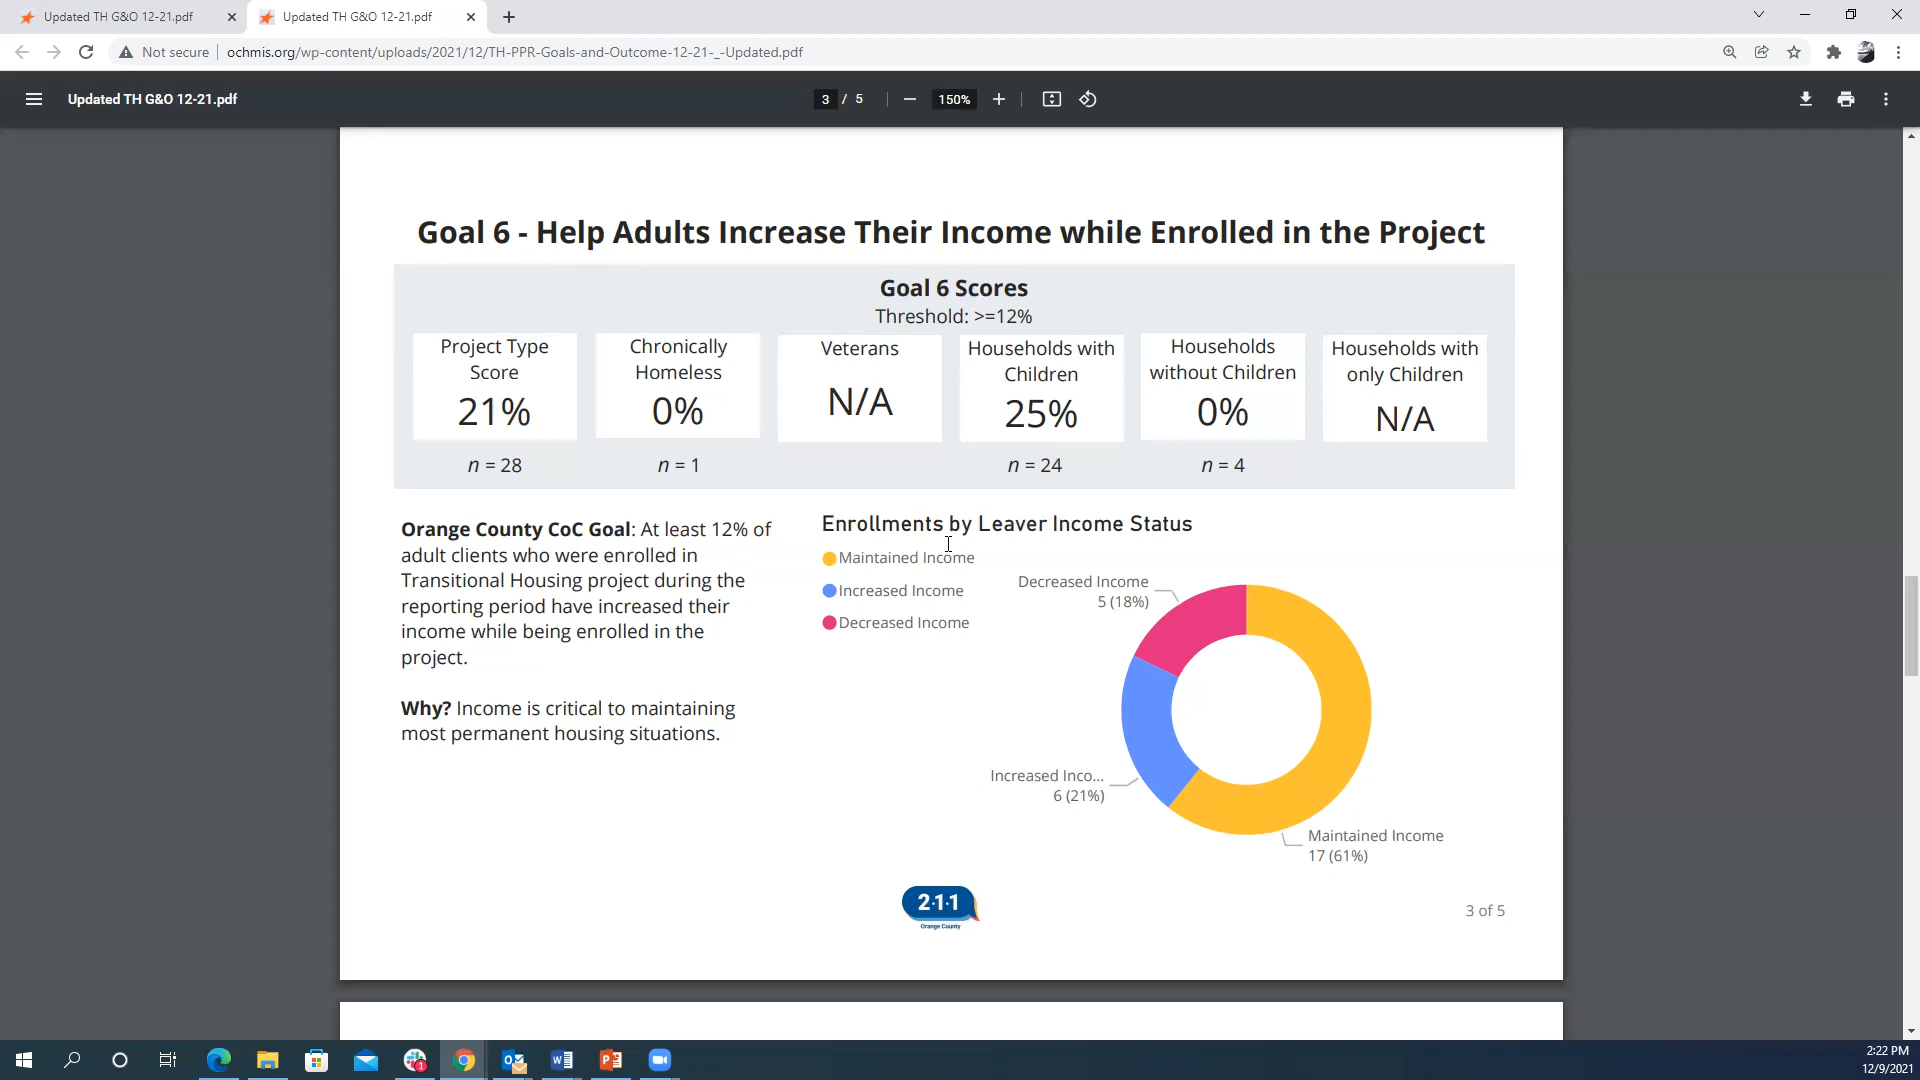 Updated TH G&O 12-21.pdf
Updated TH G&O 12-21.pdf
Not secure
ochmis.org/wp-content/uploads/2021/12/TH-PPR-Goals-and-Outcome-12-21-_-Updated.pdf
Updated TH G&O 12-21.pdf
3 / 5
150%
Goal 6 - Help Adults Increase Their Income while Enrolled in the Project
Goal 6 Scores
Threshold: >=12%
Project Type
Score
21%
n = 28
Chronically
Homeless
0%
n = 1
Veterans
N/A
Households with
Children
25%
n = 24
Households
without Children
0%
n = 4
Households with
only Children
N/A
Orange County CoC Goal: At least 12% of
adult clients who were enrolled in
Transitional Housing project during the
reporting period have increased their
income while being enrolled in the
project.
Why? Income is critical to maintaining
most permanent housing situations.
Enrollments by Leaver Income Status
Maintained Income
Increased Income
Decreased Income
Decreased Income
5 (18%)
Increased Inco...
6 (21%)
Maintained Income
17 (61%)
2·1·1
Orange County
3 of 5
1
2:22 PM
12/9/2021